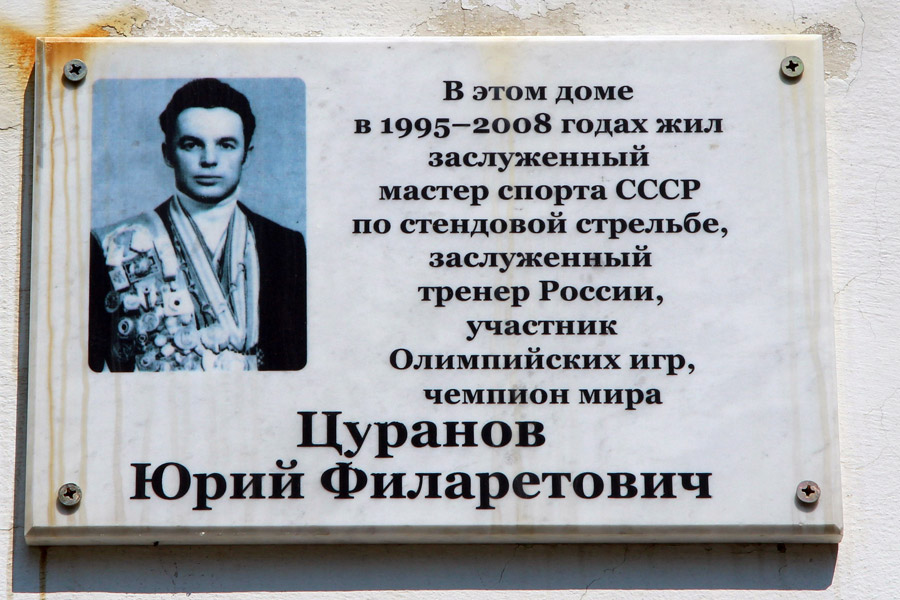 В этом доме
в 1995–2008 годах жил
заслуженный
мастер спорта СССР
по стендовой стрельбе,
заслуженный
тренер России,
участник
Олимпийских игр,
чемпион мира
Цуранов
Юрий Филаретович